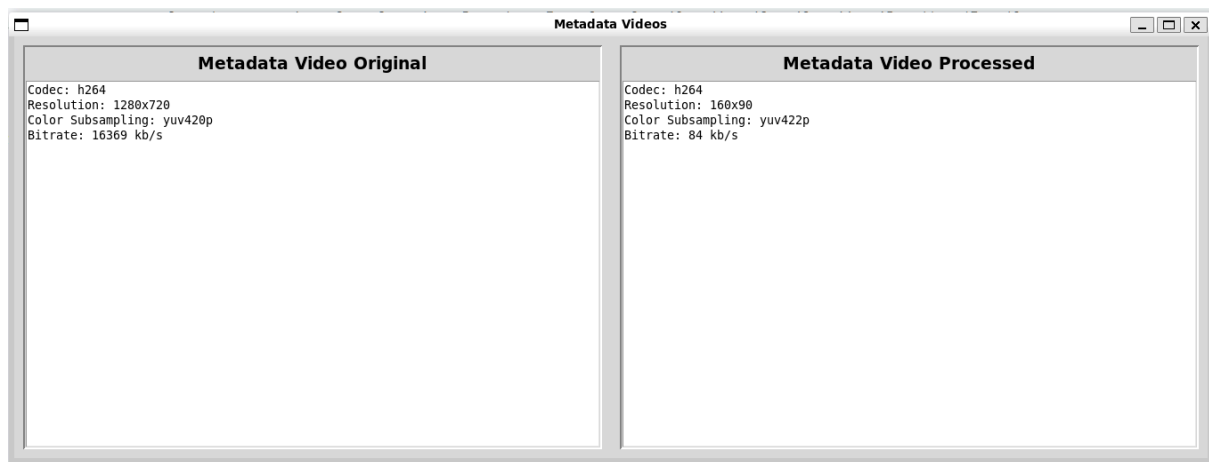 Metadata Videos
Metadata Video Original
Codec: h264
Resolution: 1280x720
Color Subsampling: yuv420p
Bitrate: 16369 kb/s
Metadata Video Processed
Codec: h264
Resolution: 160x90
Color Subsampling: yuv422p
Bitrate: 84 kb/s